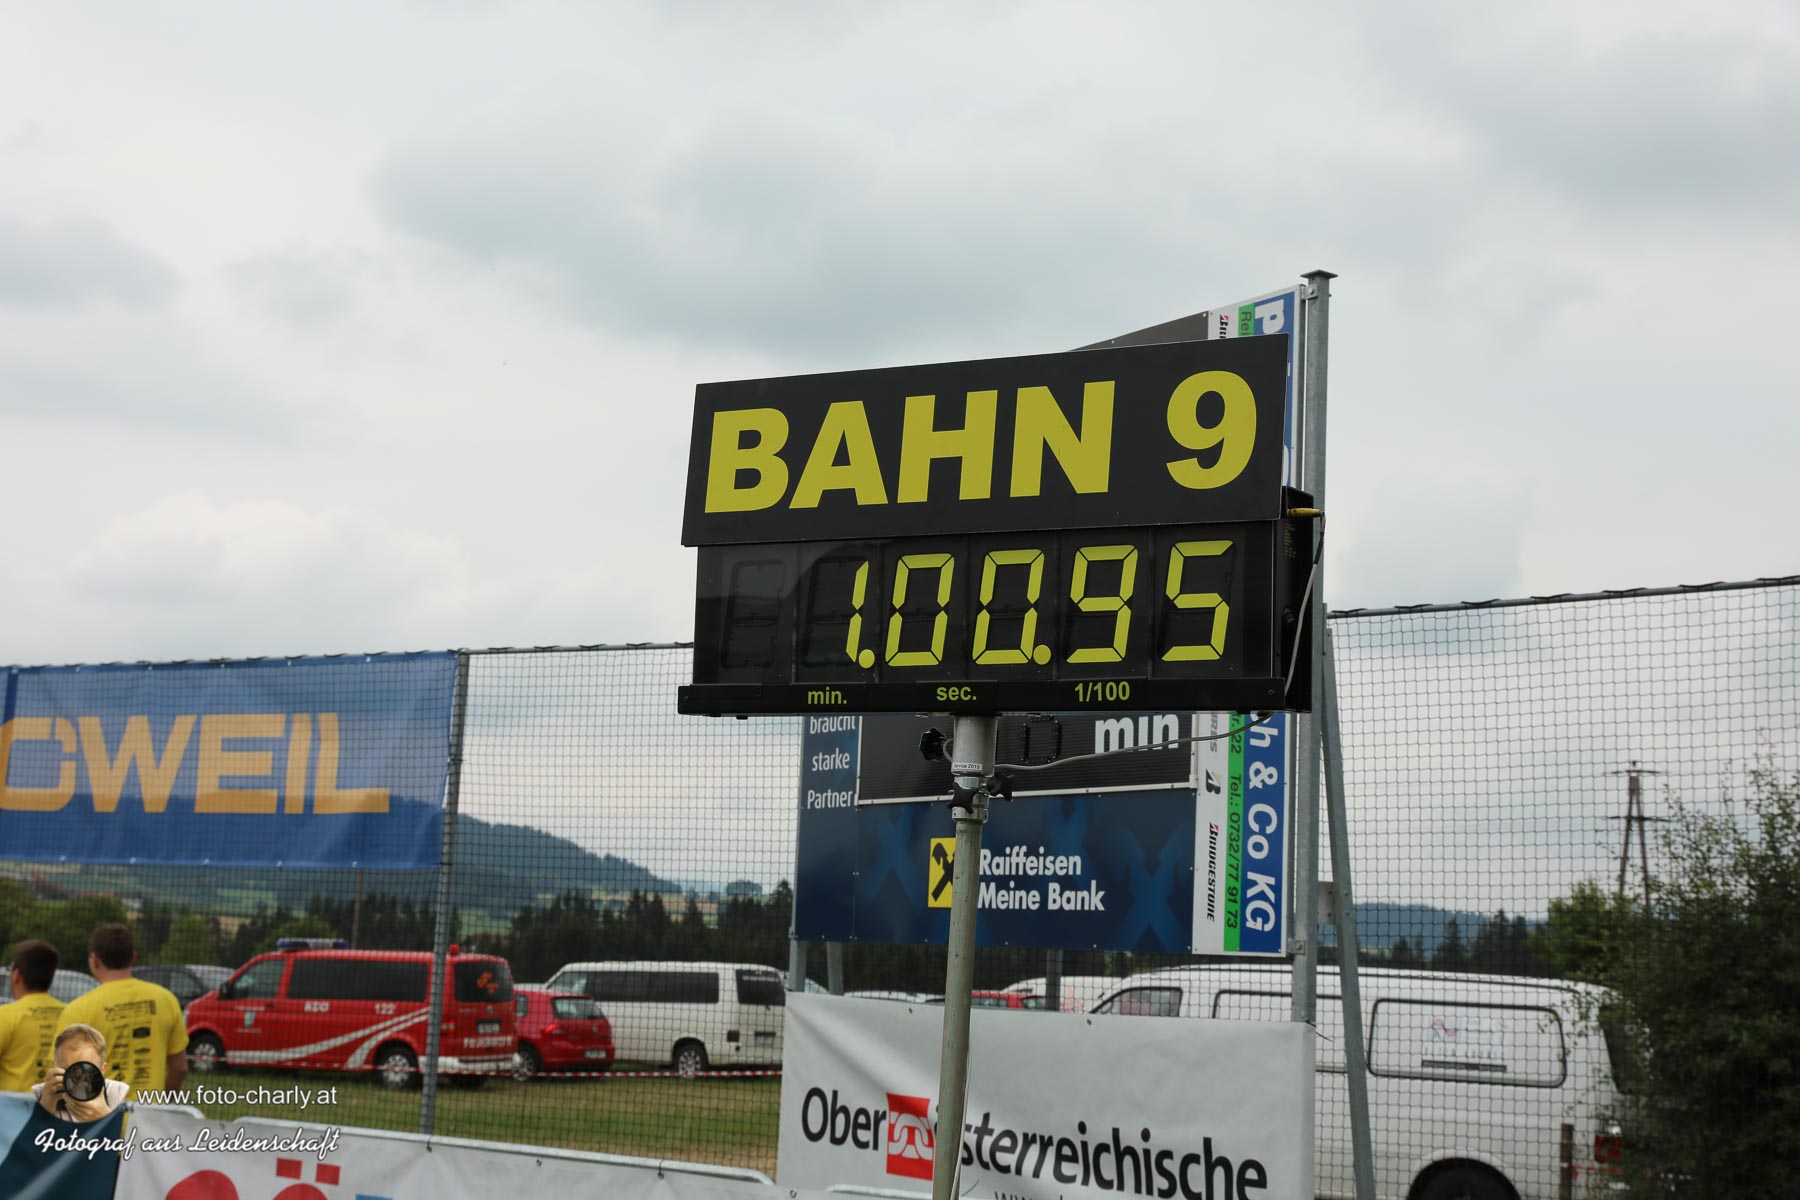 BAHN 9
1.00.95
min. sec. 1/100
braucht
starke
Partner
min
Raiffeisen
Meine Bank
ch & Co KG
Tel.: 0732/77 91 73
BRIDGESTONE
CWEIL
122
Oberösterreichische
www.foto-charly.at
Fotograf aus Leidenschaft